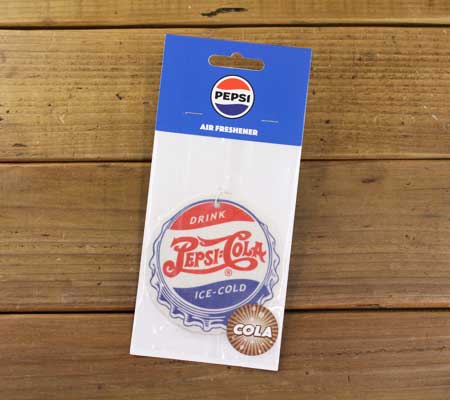 PEPSI
AIR FRESHENER
DRINK
PEPSI=COLA
®
ICE-COLD
COLA